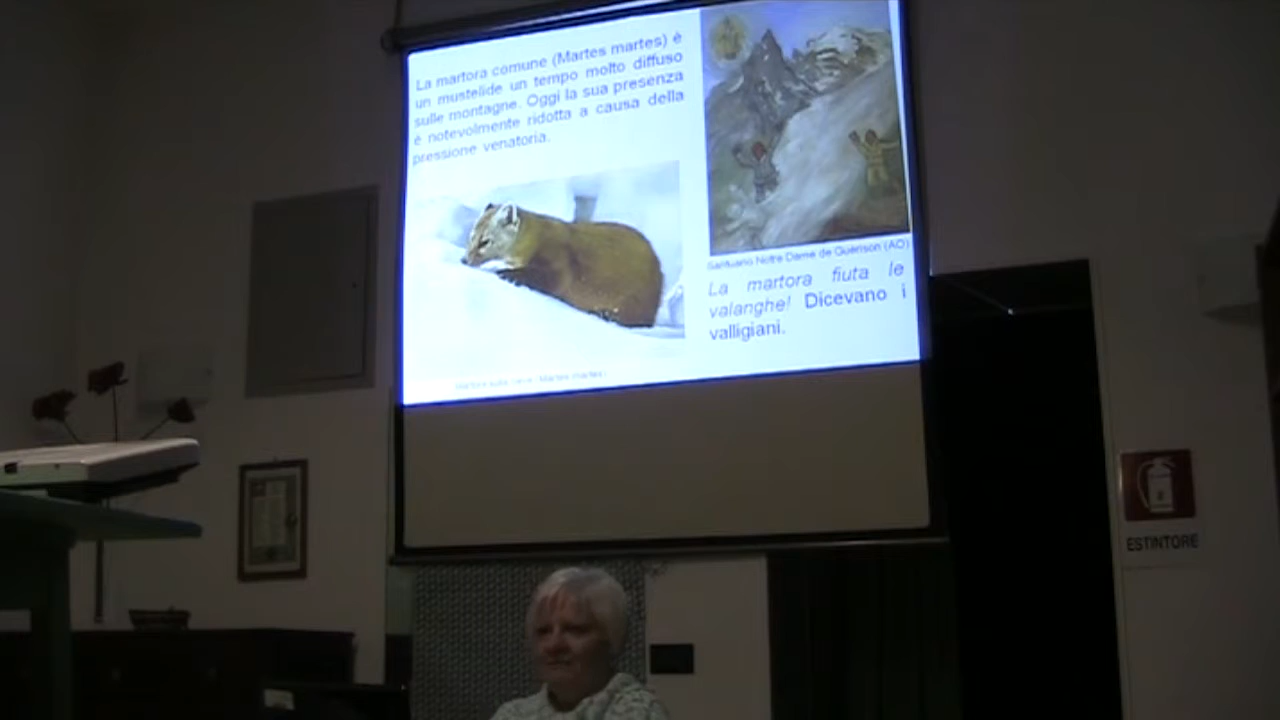 La martora comune (Martes martes) è
un mustelide un tempo molto diffuso
sulle montagne. Oggi la sua presenza
è notevolmente ridotta a causa della
pressione venatoria.
Santuario Notre Dame de Guérison (AO)
La martora fiuta le
valanghe! Dicevano i
valligiani.
ESTINTORE